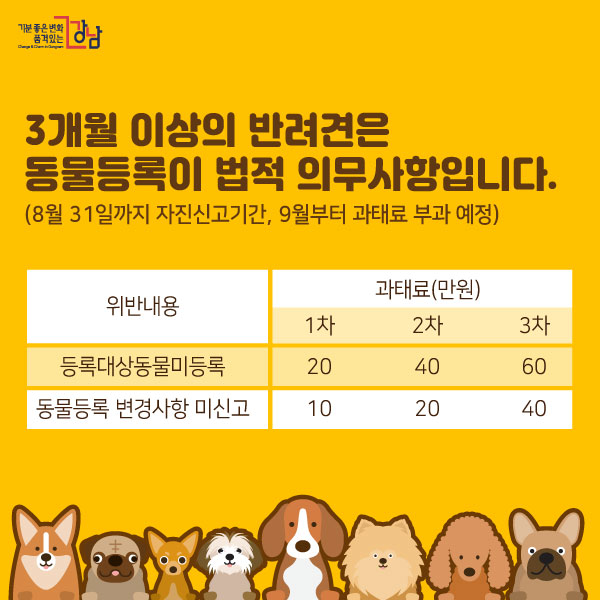 기분 좋은 변화
품격 있는
강남
Change & Charm in Gangnam
3개월 이상의 반려견은
동물등록이 법적 의무사항입니다.
(8월 31일까지 자진신고기간, 9월부터 과태료 부과 예정)
위반내용 과태료(만원)
1차 2차 3차
등록대상동물미등록 20 40 60
동물등록 변경사항 미신고 10 20 40